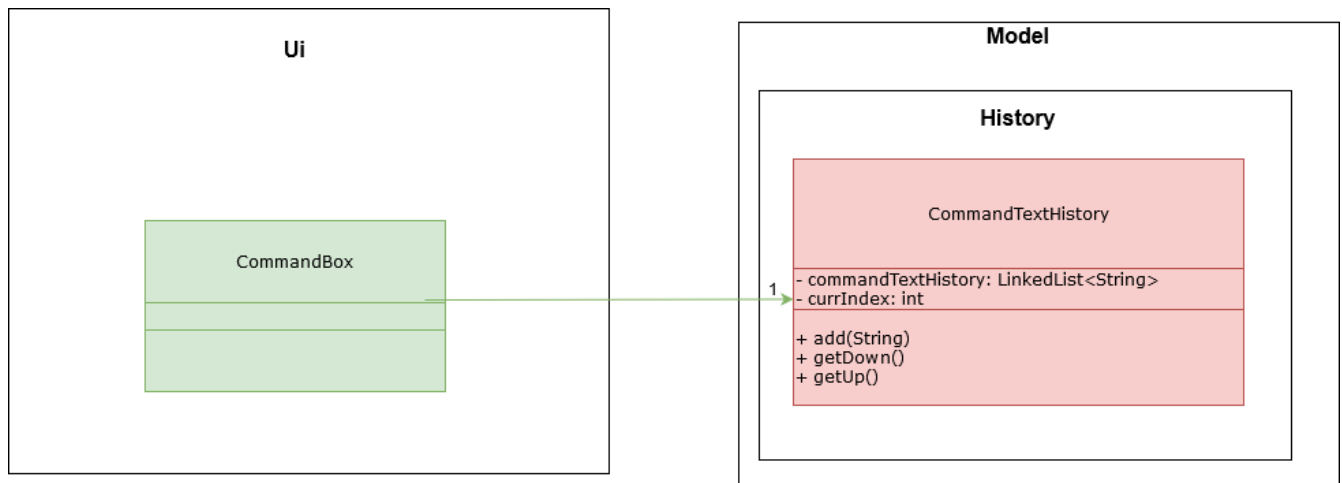 Ui
CommandBox
1
Model
History
CommandTextHistory
- commandTextHistory: LinkedList<String>
- currIndex: int
+ add(String)
+ getDown()
+ getUp()